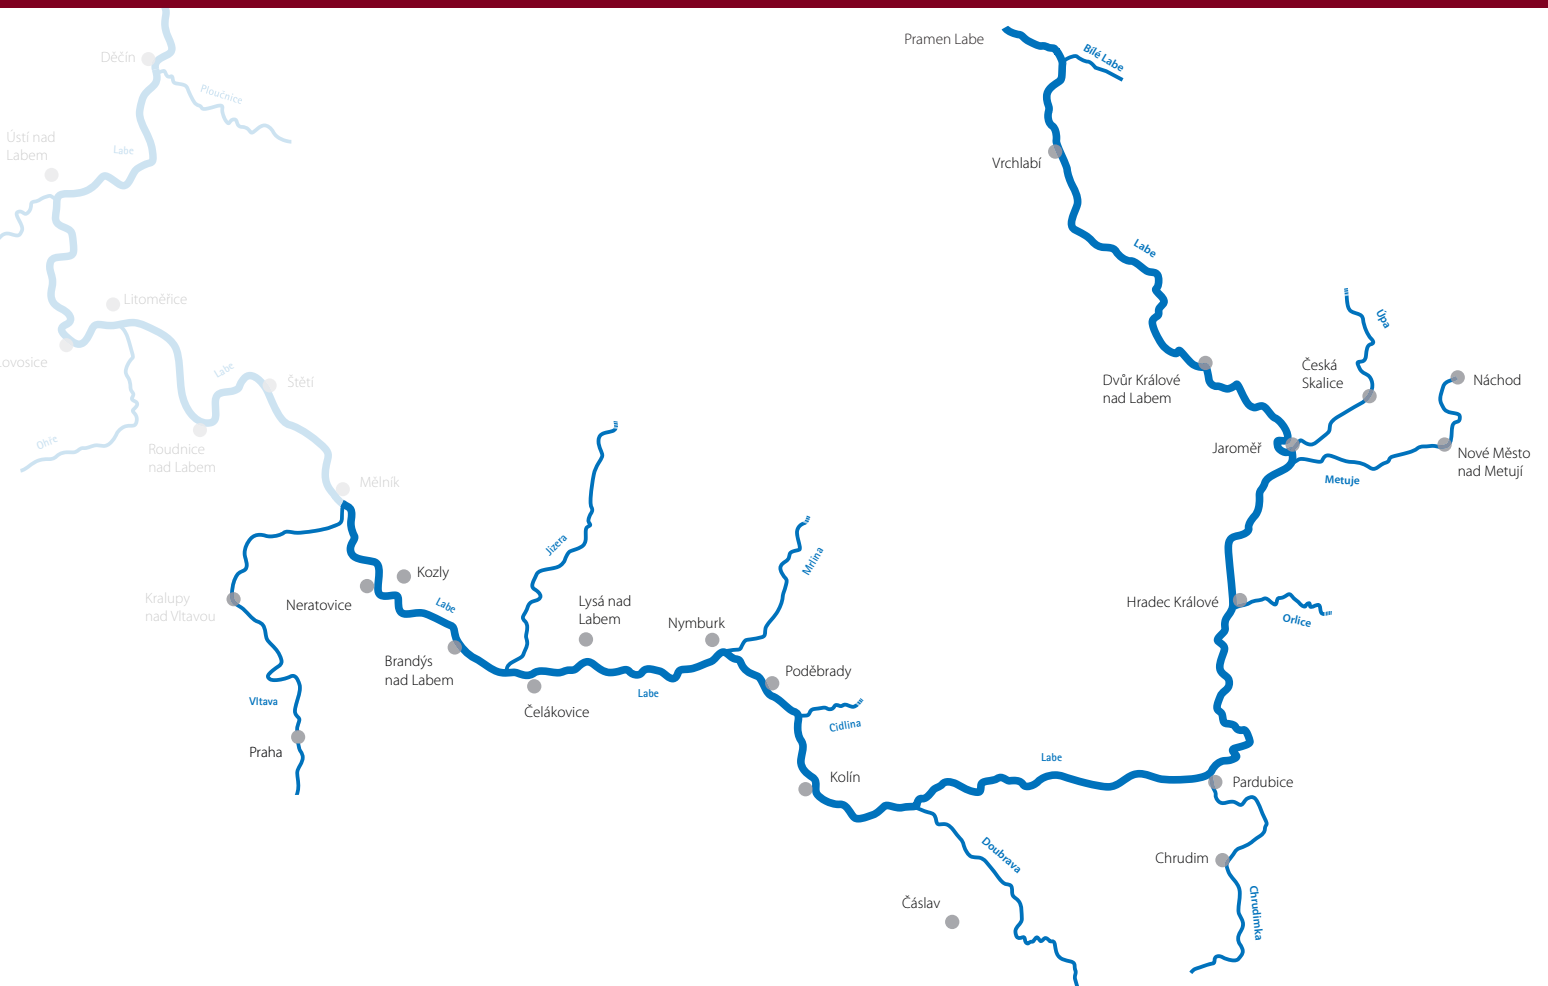 Pramen Labe
Bílé Labe
Děčín
Ploučnice
Ústí nad
Labem
Labe
Vrchlabí
Labe
Litoměřice
Úpa
ovosice
Labe
Štětí
Česká
Skalice
Dvůr Králové
nad Labem
Náchod
Ohře
Roudnice
nad Labem
Jaroměř
Nové Město
nad Metují
Metuje
Mělník
Jizera
Mrlina
Kozly
Kralupy
nad Vltavou
Neratovice
Labe
Lysá nad
Labem
Nymburk
Hradec Králové
Orlice
Brandýs
nad Labem
Poděbrady
Labe
Vltava
Čelákovice
Cidlina
Praha
Labe
Kolín
Pardubice
Doubrava
Chrudim
Čáslav
Chrudimka